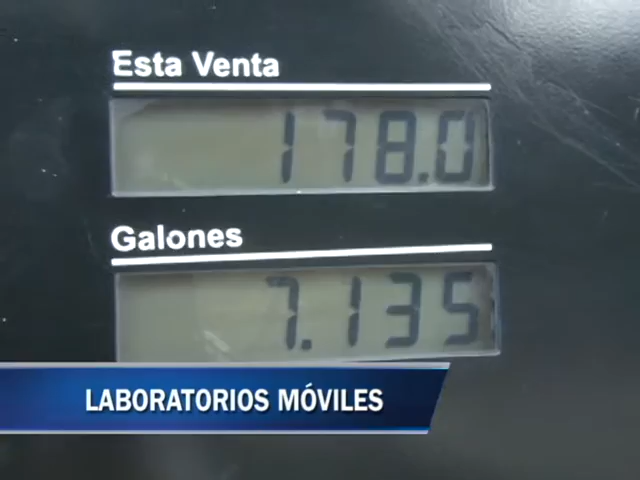 Esta Venta
178.0
Galones
7.135
LABORATORIOS MÓVILES